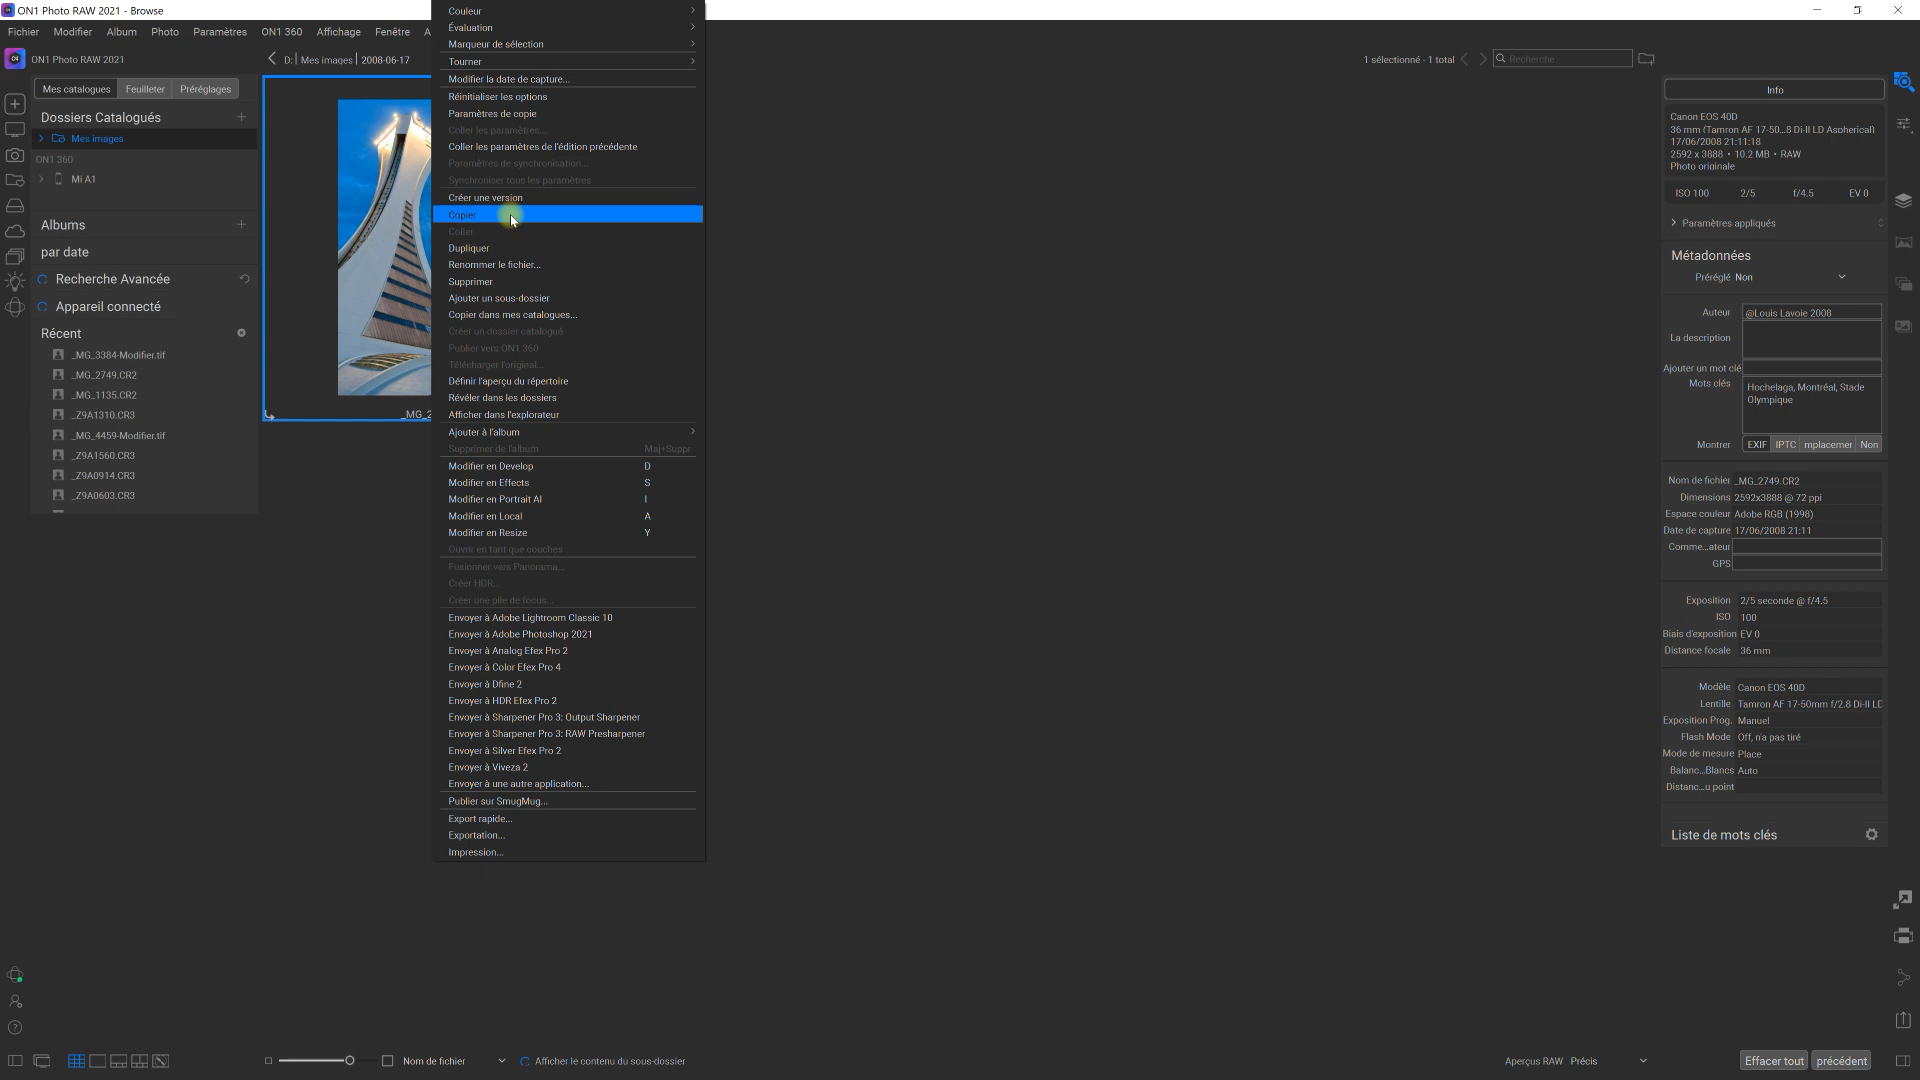 ON1 Photo RAW 2021 - Browse
Fichier Modifier Album Photo Paramètres ON1 360 Affichage Fenêtre A
ON1 Photo RAW 2021
D: Mes images 2008-06-17
1 sélectionné - 1 total
Recherche
Mes catalogues Feuilleter Préréglages
Dossiers Catalogués
Mes images
ON1 360
Mi A1
Albums
par date
Recherche Avancée
Appareil connecté
Récent
_MG_3384-Modifier.tif
_MG_2749.CR2
_MG_1135.CR2
_Z9A1310.CR3
_MG_4459-Modifier.tif
_Z9A1560.CR3
_Z9A0914.CR3
_Z9A0603.CR3
_MG_2
Couleur
Évaluation
Marqueur de sélection
Tourner
Modifier la date de capture...
Réinitialiser les options
Paramètres de copie
Coller les paramètres...
Coller les paramètres de l'édition précédente
Paramètres de synchronisation...
Synchroniser tous les paramètres
Créer une version
Copier
Coller
Dupliquer
Renommer le fichier...
Supprimer
Ajouter un sous-dossier
Copier dans mes catalogues...
Créer un dossier catalogué
Publier vers ON1 360
Télécharger l'original...
Définir l'aperçu du répertoire
Révéler dans les dossiers
Afficher dans l'explorateur
Ajouter à l'album
Supprimer de l'album Maj+Suppr
Modifier en Develop D
Modifier en Effects S
Modifier en Portrait AI I
Modifier en Local A
Modifier en Resize Y
Ouvrir en tant que couches
Fusionner vers Panorama...
Créer HDR...
Créer une pile de focus...
Envoyer à Adobe Lightroom Classic 10
Envoyer à Adobe Photoshop 2021
Envoyer à Analog Efex Pro 2
Envoyer à Color Efex Pro 4
Envoyer à Dfine 2
Envoyer à HDR Efex Pro 2
Envoyer à Sharpener Pro 3: Output Sharpener
Envoyer à Sharpener Pro 3: RAW Presharpener
Envoyer à Silver Efex Pro 2
Envoyer à Viveza 2
Envoyer à une autre application...
Publier sur SmugMug...
Export rapide...
Exportation...
Impression...
Info
Canon EOS 40D
36 mm (Tamron AF 17-50...8 Di-II LD Aspherical)
17/06/2008 21:11:18
2592 x 3888 • 10.2 MB • RAW
Photo originale
ISO 100 2/5 f/4.5 EV 0
Paramètres appliqués
Métadonnées
Préréglé Non
Auteur @Louis Lavoie 2008
La description
Ajouter un mot clé
Mots clés Hochelaga, Montréal, Stade
Olympique
Montrer EXIF IPTC mplacemer Non
Nom de fichier _MG_2749.CR2
Dimensions 2592x3888 @ 72 ppi
Espace couleur Adobe RGB (1998)
Date de capture 17/06/2008 21:11
Comme...ateur
GPS
Exposition 2/5 seconde @ f/4.5
ISO 100
Biais d'exposition EV 0
Distance focale 36 mm
Modèle Canon EOS 40D
Lentille Tamron AF 17-50mm f/2.8 Di-II LD
Exposition Prog. Manuel
Flash Mode Off, n'a pas tiré
Mode de mesure Place
Balanc...Blancs Auto
Distanc...u point
Liste de mots clés
Nom de fichier
Afficher le contenu du sous-dossier
Aperçus RAW Précis
Effacer tout précédent